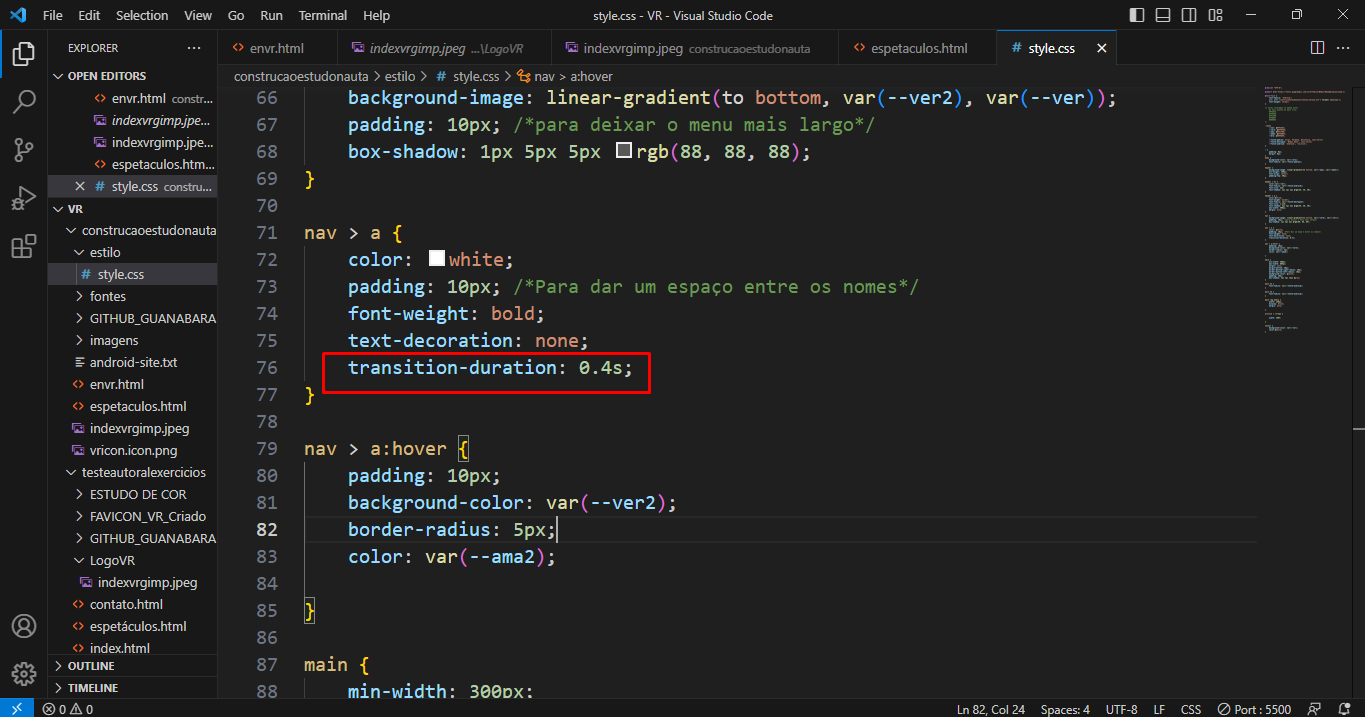 File Edit Selection View Go Run Terminal Help
style.css - VR - Visual Studio Code
EXPLORER
OPEN EDITORS
envr.html constr...
indexvrgimp.jpe...
indexvrgimp.jpe...
espetaculos.htm...
style.css constru...
VR
construcaoestudonauta
estilo
style.css
fontes
GITHUB_GUANABARA
imagens
android-site.txt
envr.html
espetaculos.html
indexvrgimp.jpeg
vricon.icon.png
testeautoralexercicios
ESTUDO DE COR
FAVICON_VR_Criado
GITHUB_GUANABARA
LogoVR
indexvrgimp.jpeg
contato.html
espetáculos.html
index.html
OUTLINE
TIMELINE
envr.html indexvrgimp.jpeg ...\LogoVR indexvrgimp.jpeg construcaoestudonauta espetaculos.html # style.css
construcaoestudonauta > estilo > # style.css > nav > a:hover
66 background-image: linear-gradient(to bottom, var(--ver2), var(--ver));
67 padding: 10px; /*para deixar o menu mais largo*/
68 box-shadow: 1px 5px 5px rgb(88, 88, 88);
69 }
70
71 nav > a {
72 color: white;
73 padding: 10px; /*Para dar um espaço entre os nomes*/
74 font-weight: bold;
75 text-decoration: none;
76 transition-duration: 0.4s;
77 }
78
79 nav > a:hover {
80 padding: 10px;
81 background-color: var(--ver2);
82 border-radius: 5px;
83 color: var(--ama2);
84
85 }
86
87 main {
88 min-width: 300px;
0 0
Ln 82, Col 24 Spaces: 4 UTF-8 LF CSS Port : 5500